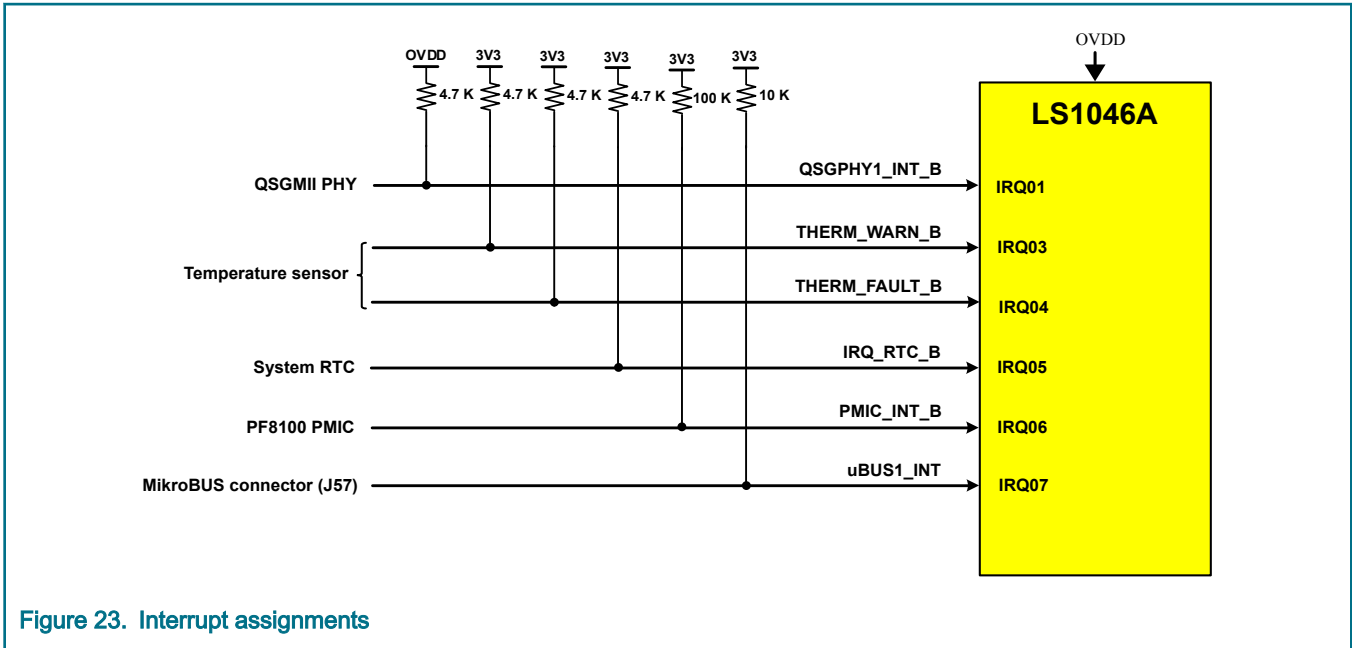 OVDD
OVDD 3V3 3V3 3V3 3V3 3V3
4.7 K 4.7 K 4.7 K 4.7 K 100 K 10 K
LS1046A
QSGMII PHY QSGPHY1_INT_B IRQ01
THERM_WARN_B IRQ03
Temperature sensor
THERM_FAULT_B IRQ04
System RTC IRQ_RTC_B IRQ05
PF8100 PMIC PMIC_INT_B IRQ06
MikroBUS connector (J57) uBUS1_INT IRQ07
Figure 23. Interrupt assignments